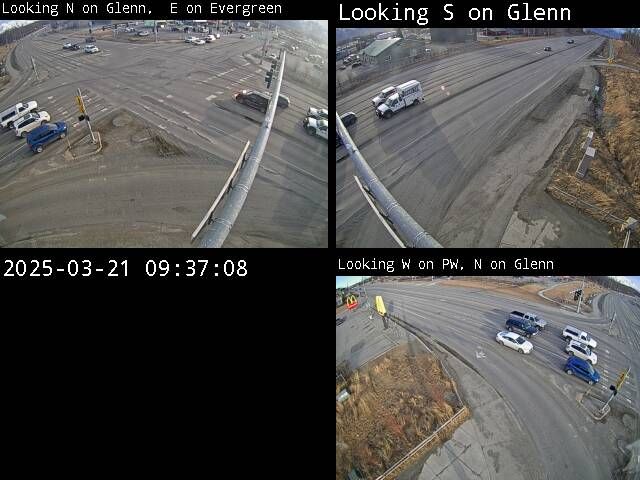 Looking N on Glenn,  E on Evergreen
Looking S on Glenn
2025-03-21 09:37:08
Looking W on PW, N on Glenn